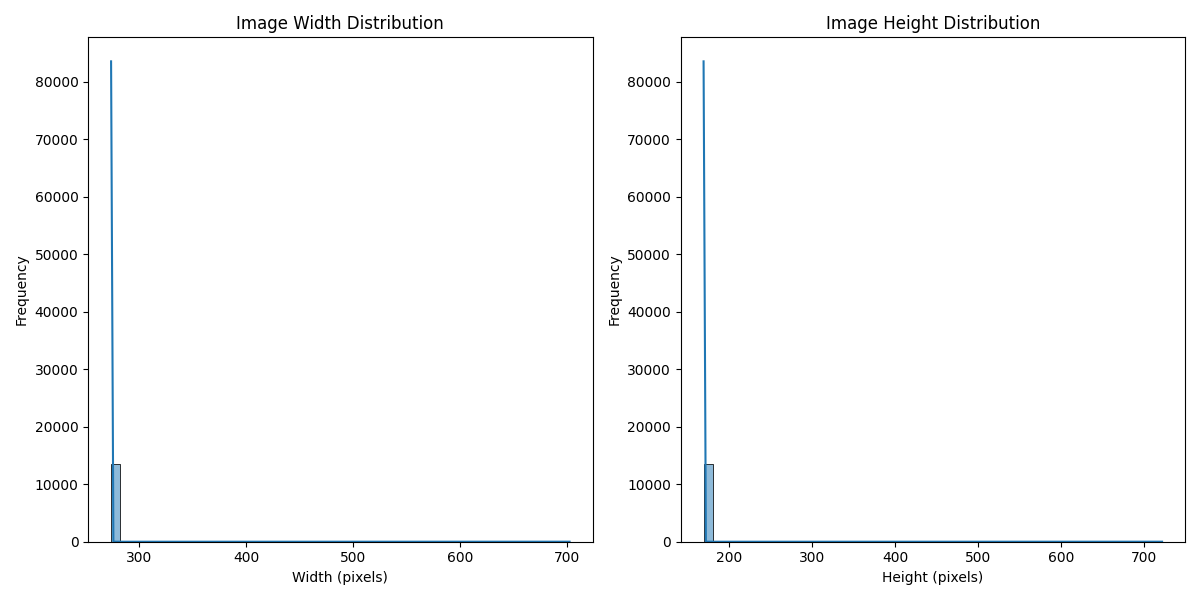 Image Width Distribution
Frequency
80000
70000
60000
50000
40000
30000
20000
10000
0
300 400 500 600 700
Width (pixels)
Image Height Distribution
Frequency
80000
70000
60000
50000
40000
30000
20000
10000
0
200 300 400 500 600 700
Height (pixels)